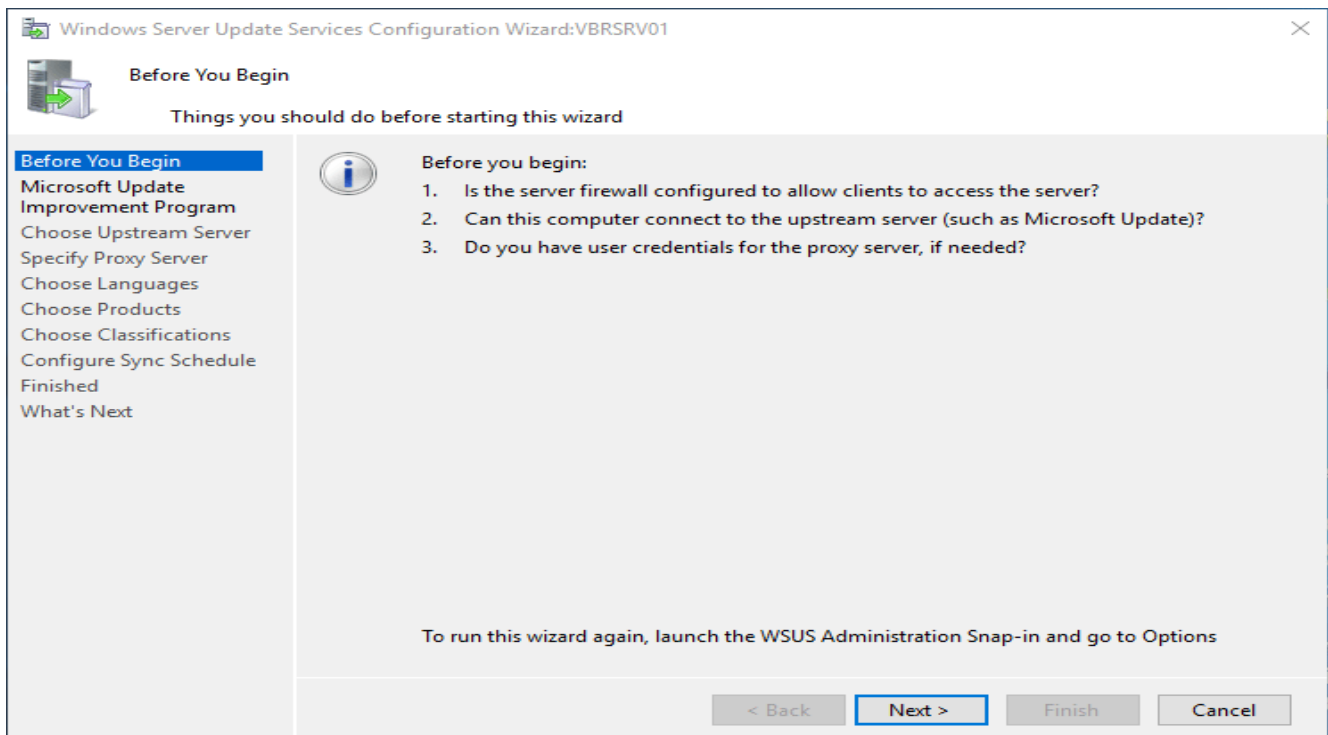 Windows Server Update Services Configuration Wizard:VBRSRV01
Before You Begin
Things you should do before starting this wizard
Before You Begin
Microsoft Update
Improvement Program
Choose Upstream Server
Specify Proxy Server
Choose Languages
Choose Products
Choose Classifications
Configure Sync Schedule
Finished
What's Next
Before you begin:
1. Is the server firewall configured to allow clients to access the server?
2. Can this computer connect to the upstream server (such as Microsoft Update)?
3. Do you have user credentials for the proxy server, if needed?
To run this wizard again, launch the WSUS Administration Snap-in and go to Options
< Back Next > Finish Cancel